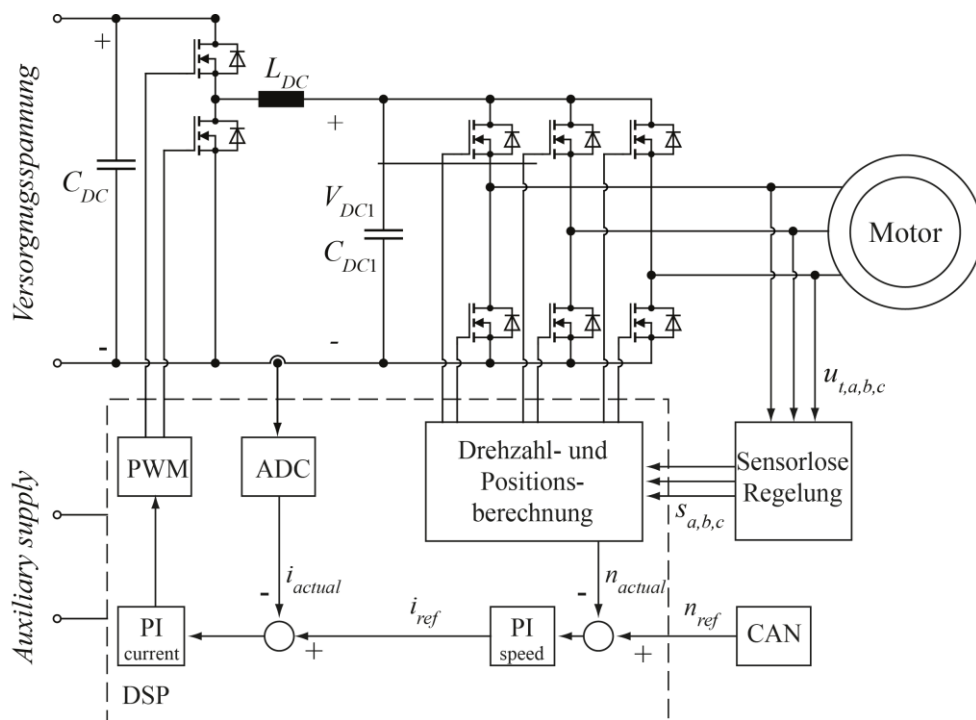 Versorgnugsspannung
+
-
C_DC
L_DC
+
V_DC1
C_DC1
-
Motor
u_t,a,b,c
PWM
ADC
Drehzahl- und
Positions-
berechnung
Sensorlose
Regelung
s_a,b,c
Auxiliary supply
i_actual
-
+
i_ref
n_actual
-
+
n_ref
PI
current
PI
speed
CAN
DSP